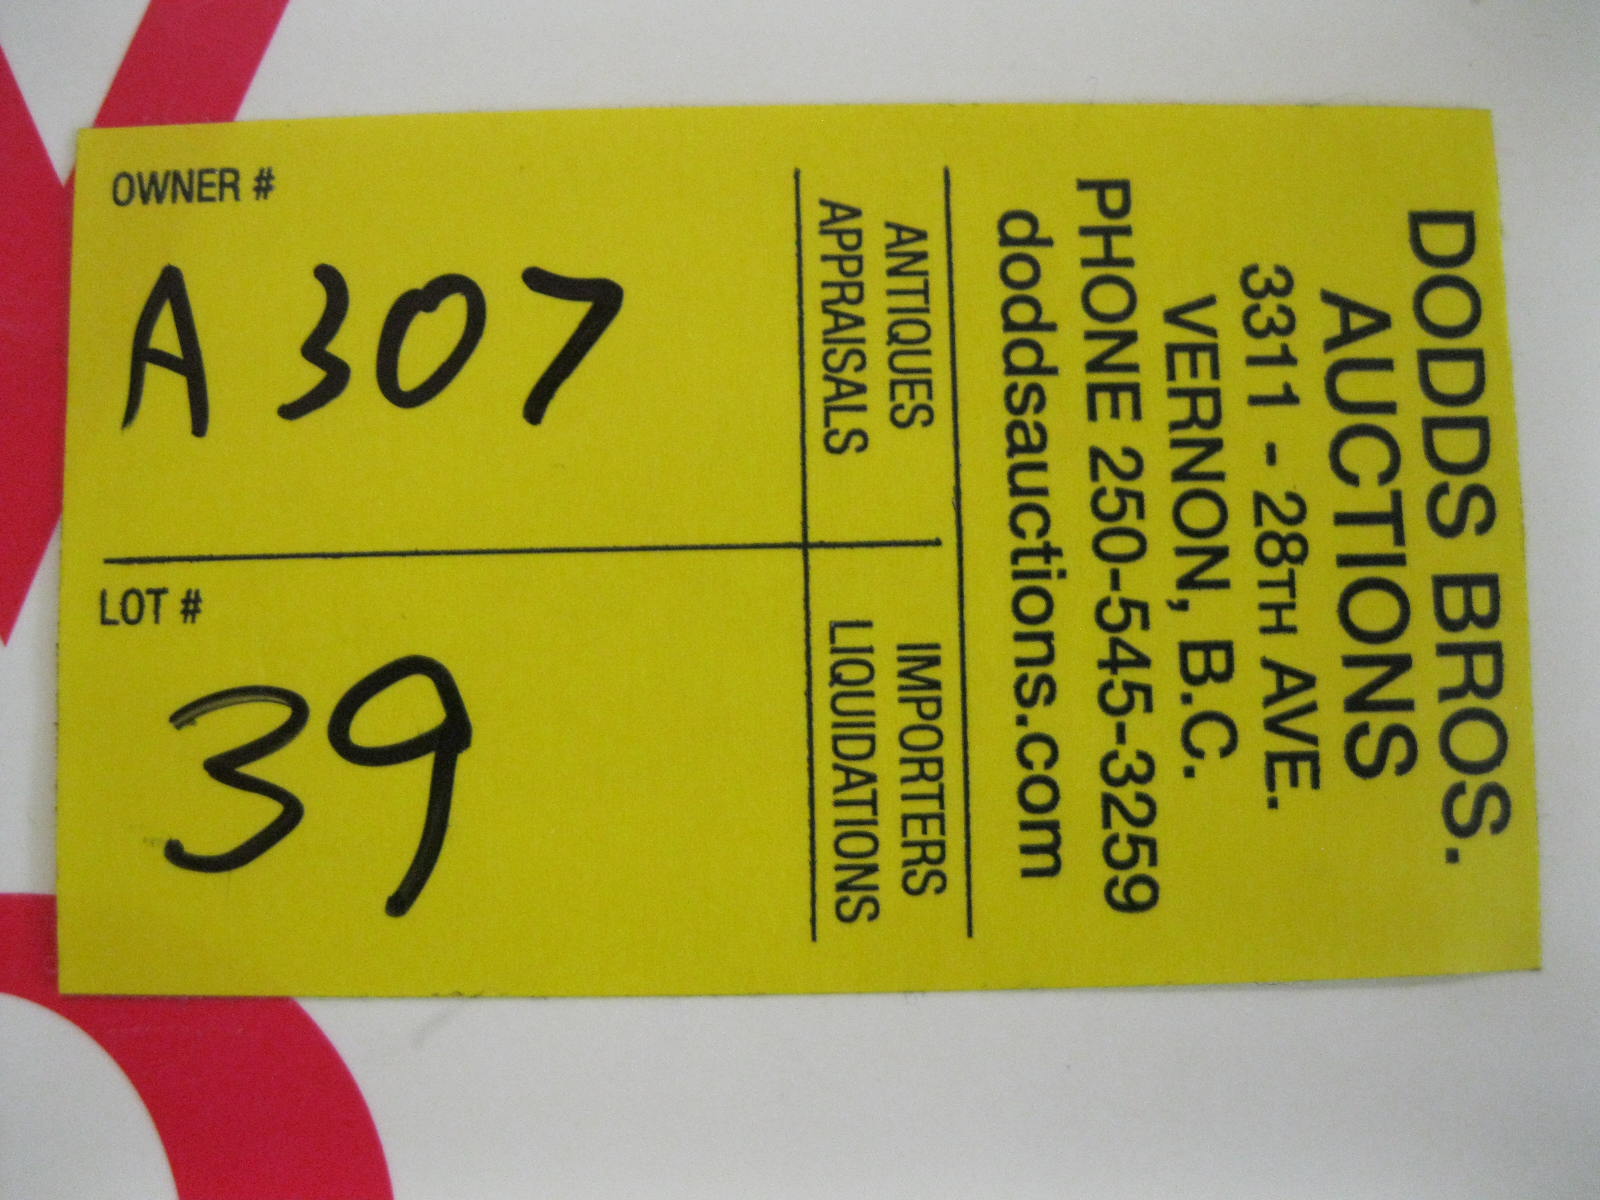 DODDS BROS.
AUCTIONS
3311 - 28TH AVE.
VERNON, B.C.
PHONE 250-545-3259
doddsauctions.com
ANTIQUES
APPRAISALS
IMPORTERS
LIQUIDATIONS
OWNER #
A 307
LOT #
39